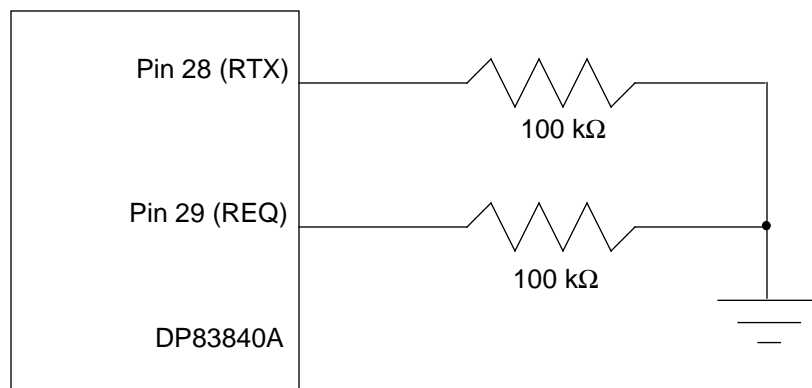 Pin 28 (RTX)
100 kΩ
Pin 29 (REQ)
100 kΩ
DP83840A